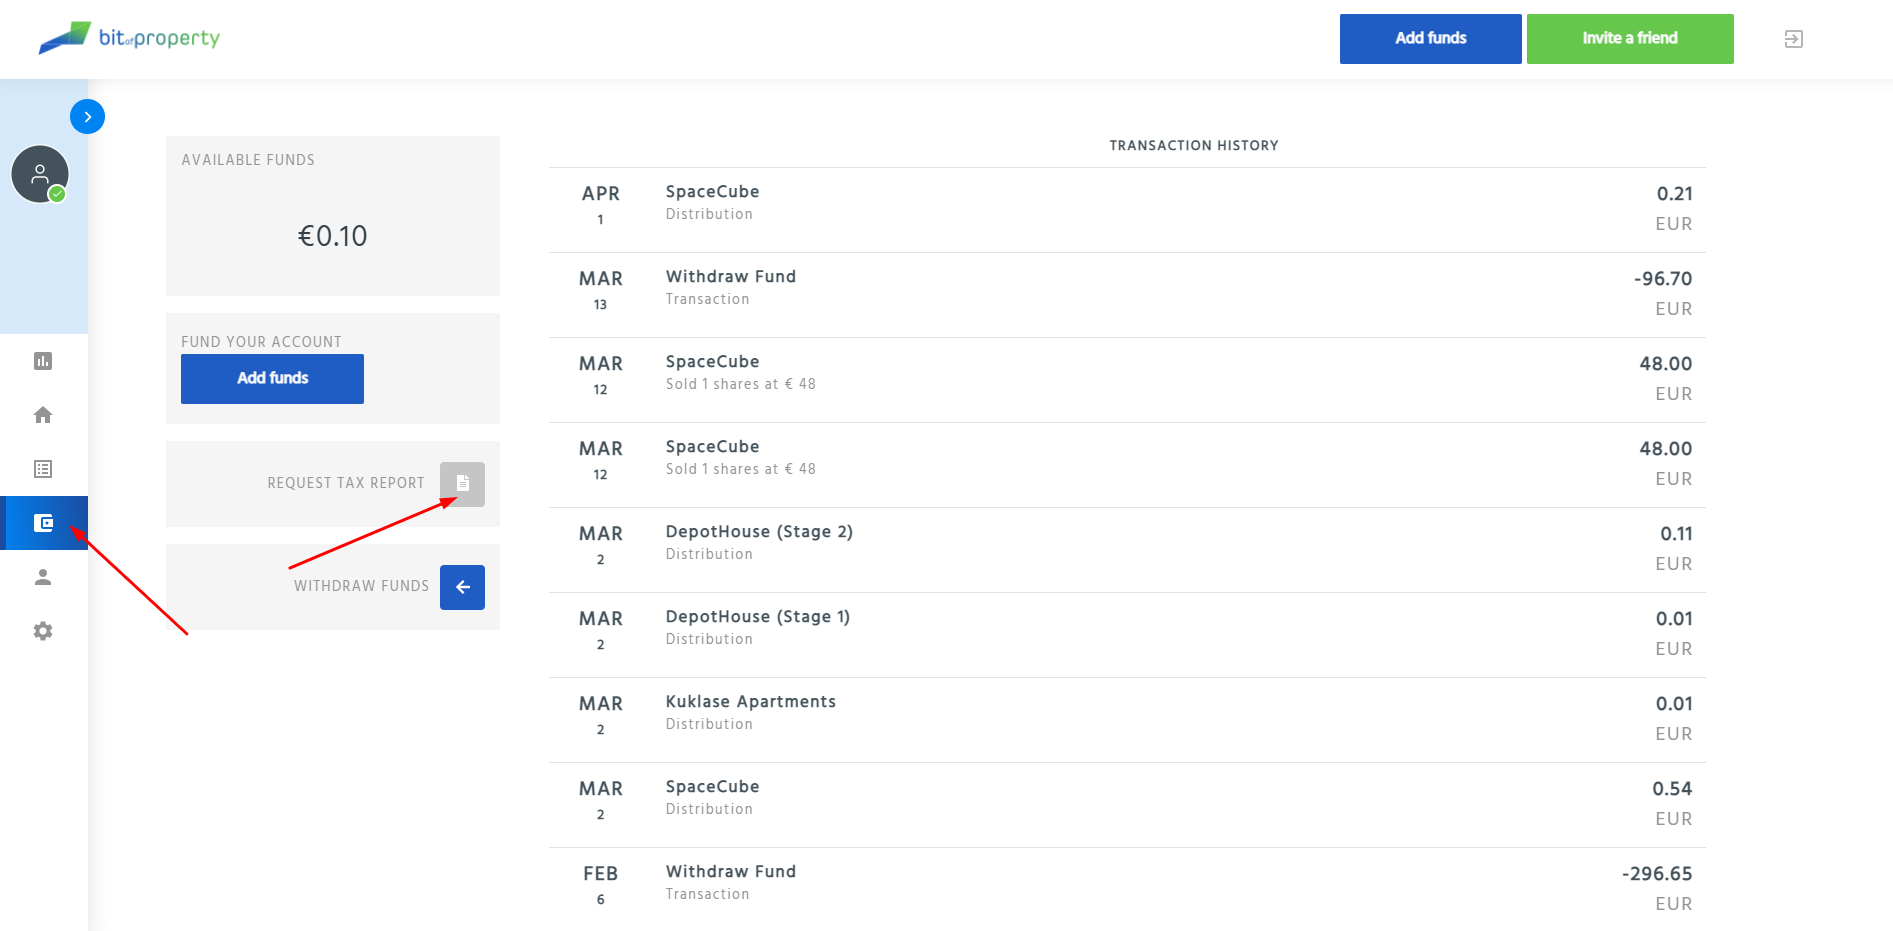 bitofproperty
Add funds
Invite a friend
AVAILABLE FUNDS
€0.10
FUND YOUR ACCOUNT
Add funds
REQUEST TAX REPORT
WITHDRAW FUNDS
TRANSACTION HISTORY
APR SpaceCube 0.21
1 Distribution EUR
MAR Withdraw Fund -96.70
13 Transaction EUR
MAR SpaceCube 48.00
12 Sold 1 shares at € 48 EUR
MAR SpaceCube 48.00
12 Sold 1 shares at € 48 EUR
MAR DepotHouse (Stage 2) 0.11
2 Distribution EUR
MAR DepotHouse (Stage 1) 0.01
2 Distribution EUR
MAR Kuklase Apartments 0.01
2 Distribution EUR
MAR SpaceCube 0.54
2 Distribution EUR
FEB Withdraw Fund -296.65
6 Transaction EUR